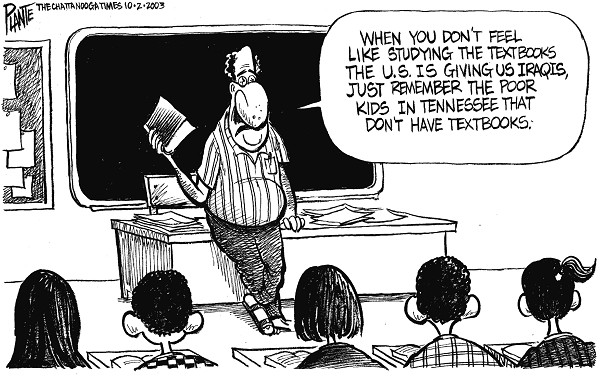 PLANTE THE CHATTANOOGA TIMES 10•2•2003
WHEN YOU DON'T FEEL
LIKE STUDYING THE TEXTBOOKS
THE U.S. IS GIVING US IRAQIS,
JUST REMEMBER THE POOR
KIDS IN TENNESSEE THAT
DON'T HAVE TEXTBOOKS.